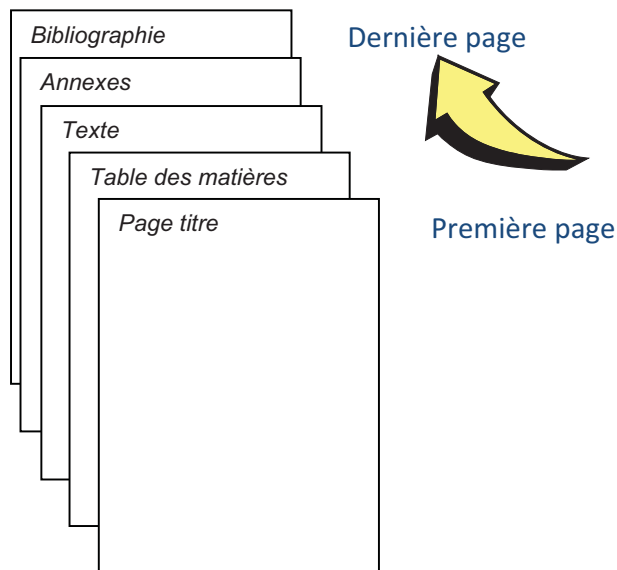 Bibliographie
Dernière page
Annexes
Texte
Table des matières
Page titre
Première page